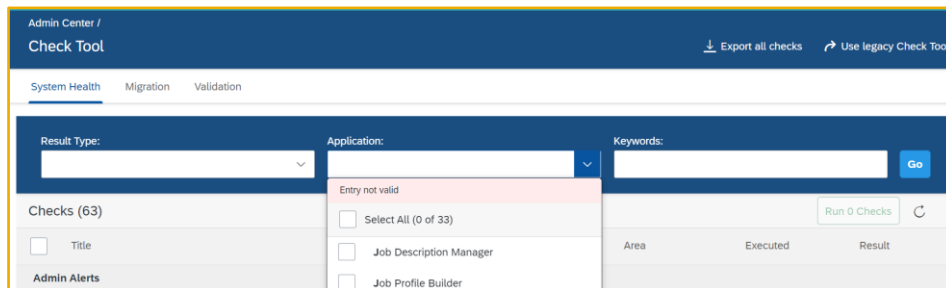 Admin Center /
Check Tool
Export all checks
Use legacy Check Too
System Health Migration Validation
Result Type: Application: Keywords:
Go
Entry not valid
Checks (63) Select All (0 of 33) Run 0 Checks
Title Job Description Manager Area Executed Result
Admin Alerts Job Profile Builder